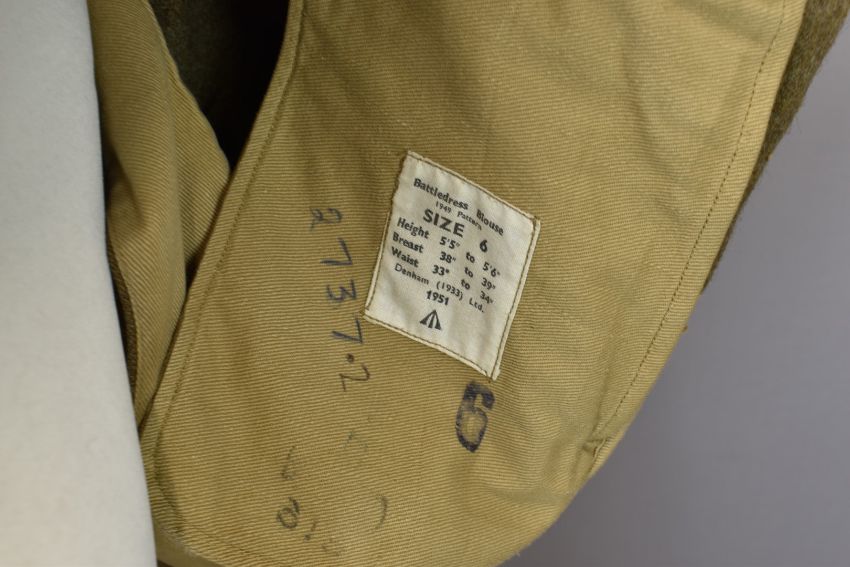 Battledress Blouse
1949 Pattern
SIZE 6
Height 5'5" to 5'6"
Breast 38" to 39"
Waist 33" to 34"
Denham (1933) Ltd.
1951
2737·2